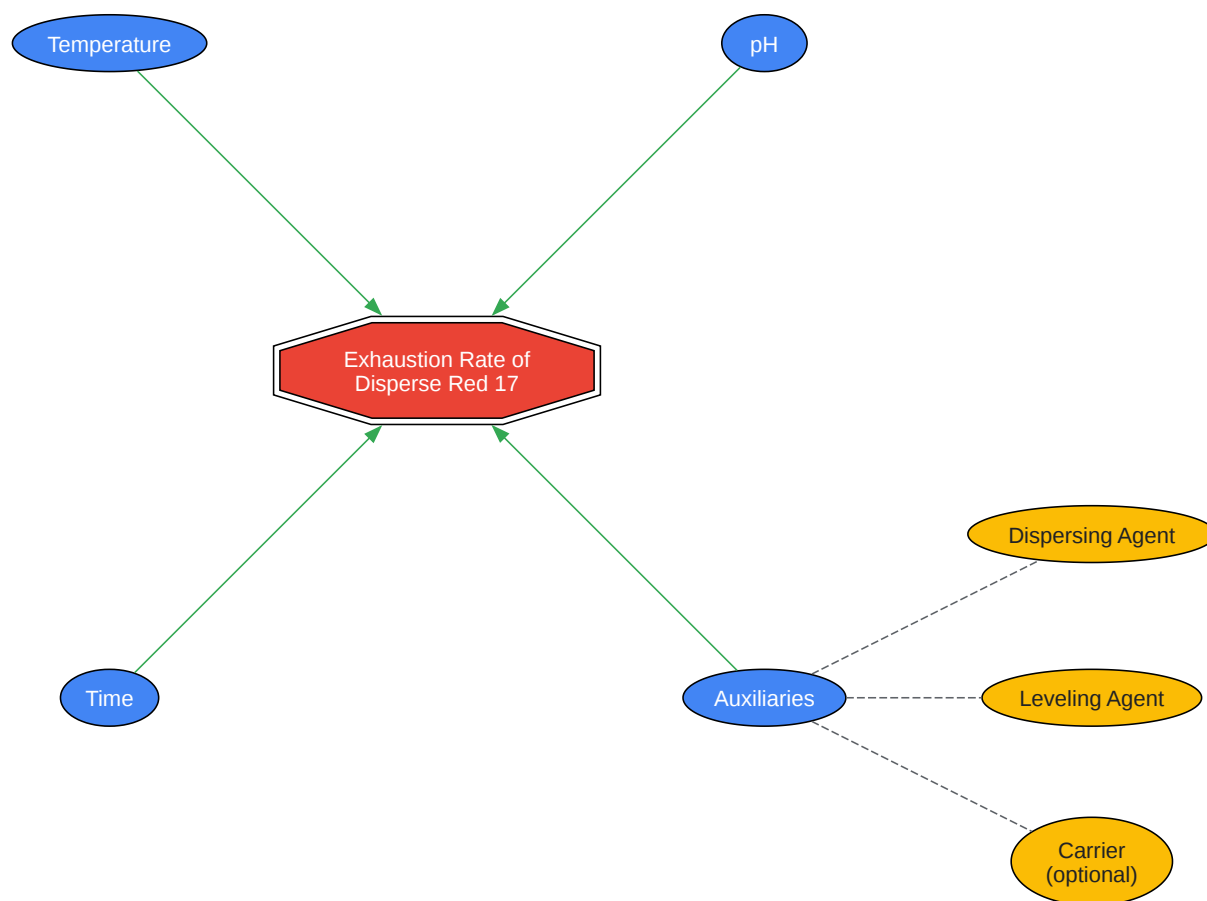 Temperature
pH
Exhaustion Rate of
Disperse Red 17
Dispersing Agent
Time
Auxiliaries
Leveling Agent
Carrier
(optional)